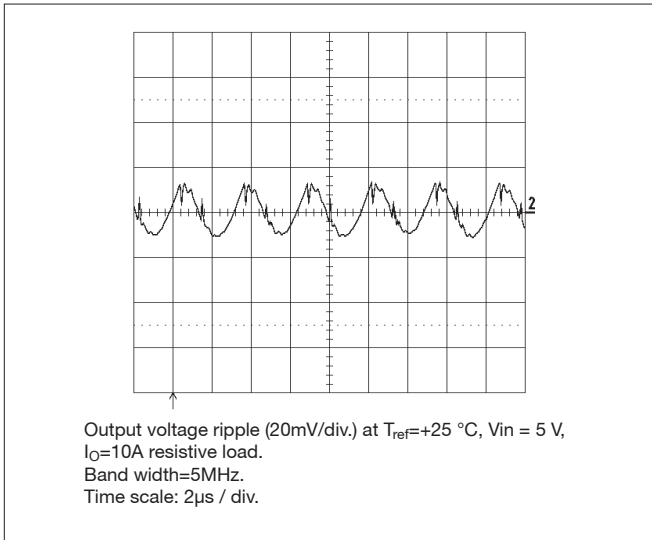 2
Output voltage ripple (20mV/div.) at Tref=+25 °C, Vin = 5 V,
IO=10A resistive load.
Band width=5MHz.
Time scale: 2µs / div.